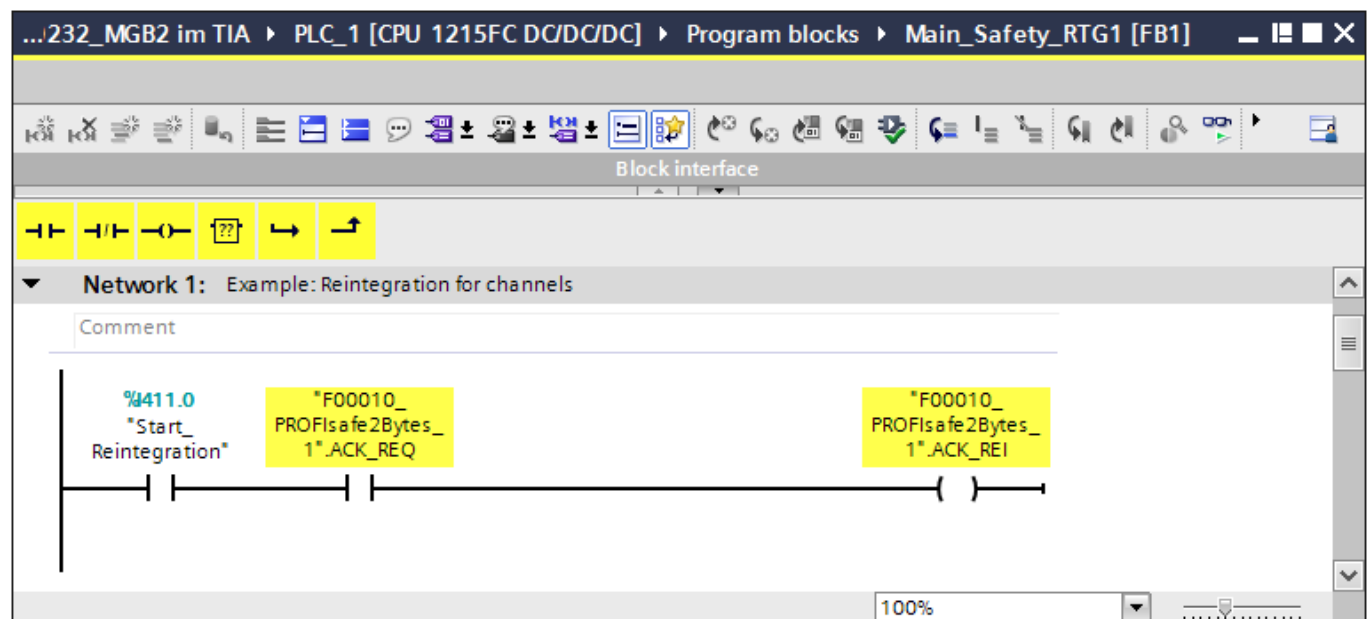 ...)232_MGB2 im TIA ▸ PLC_1 [CPU 1215FC DC/DC/DC] ▸ Program blocks ▸ Main_Safety_RTG1 [FB1]
Block interface
??
Network 1: Example: Reintegration for channels
Comment
%I411.0
"Start_
Reintegration"
"F00010_
PROFIsafe2Bytes_
1".ACK_REQ
"F00010_
PROFIsafe2Bytes_
1".ACK_REI
100%